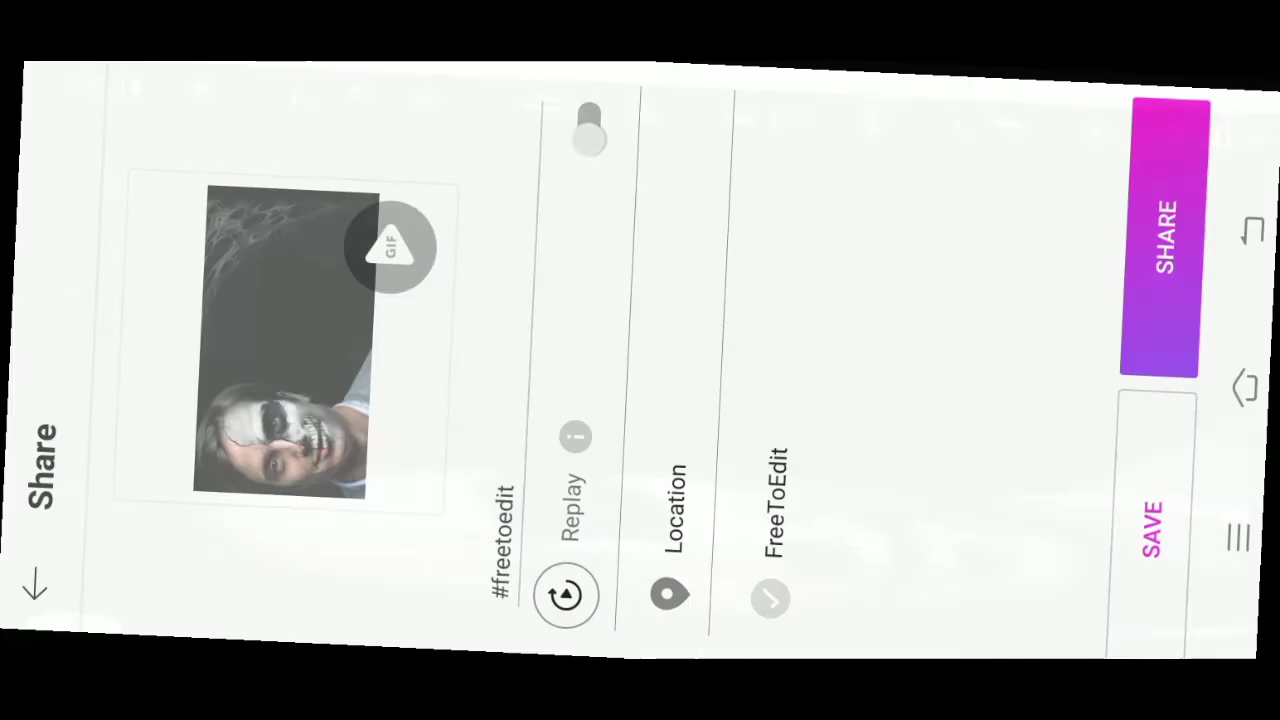 Share
GIF
#freetoedit
Replay
Location
FreeToEdit
SAVE
SHARE